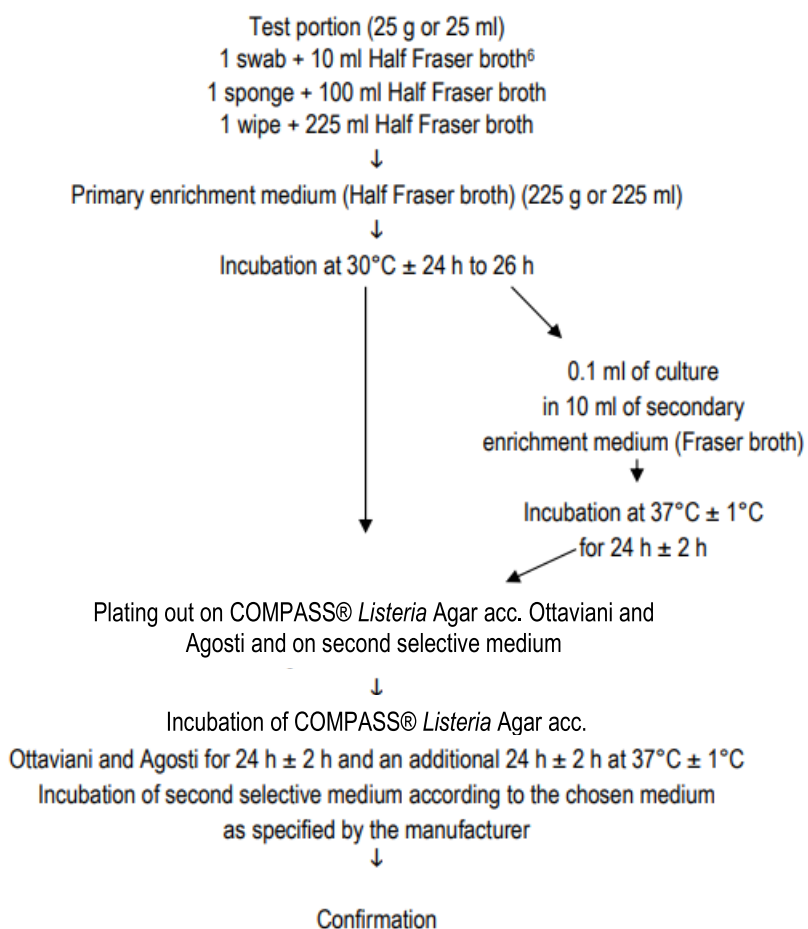 Test portion (25 g or 25 ml)
1 swab + 10 ml Half Fraser broth⁶
1 sponge + 100 ml Half Fraser broth
1 wipe + 225 ml Half Fraser broth
↓
Primary enrichment medium (Half Fraser broth) (225 g or 225 ml)
↓
Incubation at 30°C ± 24 h to 26 h
0.1 ml of culture
in 10 ml of secondary
enrichment medium (Fraser broth)
Incubation at 37°C ± 1°C
for 24 h ± 2 h
Plating out on COMPASS® Listeria Agar acc. Ottaviani and
Agosti and on second selective medium
↓
Incubation of COMPASS® Listeria Agar acc.
Ottaviani and Agosti for 24 h ± 2 h and an additional 24 h ± 2 h at 37°C ± 1°C
Incubation of second selective medium according to the chosen medium
as specified by the manufacturer
↓
Confirmation